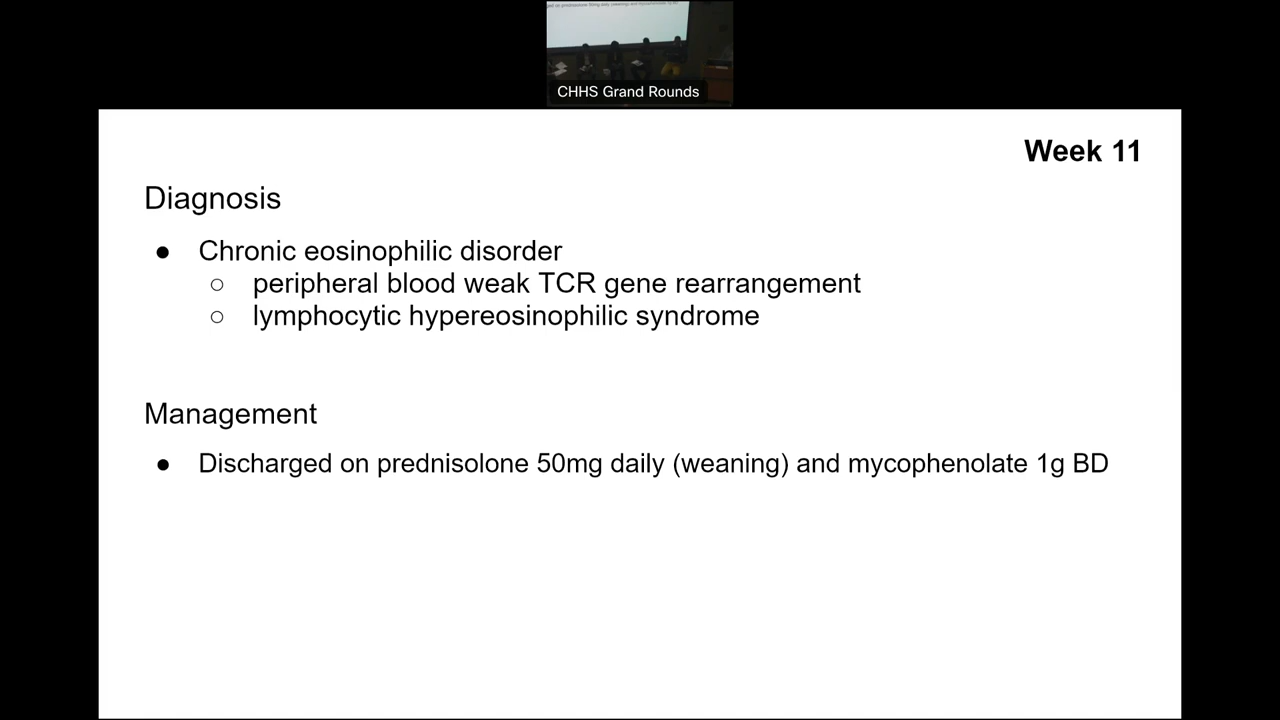 CHHS Grand Rounds
Week 11
Diagnosis
● Chronic eosinophilic disorder
○ peripheral blood weak TCR gene rearrangement
○ lymphocytic hypereosinophilic syndrome
Management
● Discharged on prednisolone 50mg daily (weaning) and mycophenolate 1g BD